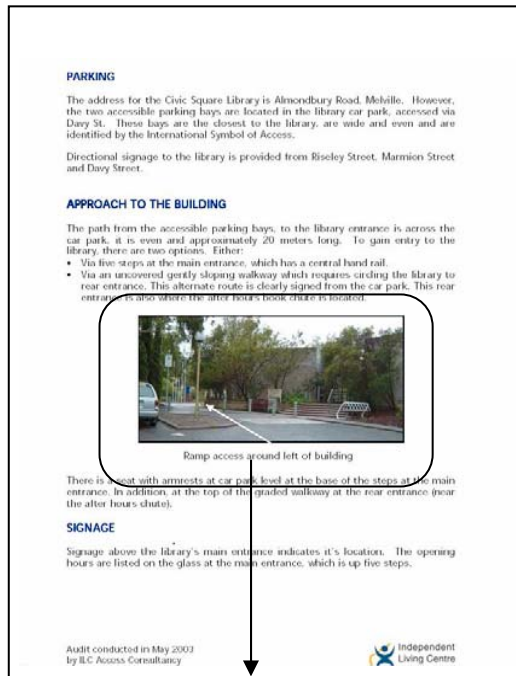 PARKING
The address for the Civic Square Library is Almondbury Road, Melville. However,
the two accessible parking bays are located in the library car park, accessed via
Davy St. These bays are the closest to the library, are wide and even and are
identified by the International Symbol of Access.
Directional signage to the library is provided from Riseley Street, Marmion Street
and Davy Street.
APPROACH TO THE BUILDING
The path from the accessible parking bays, to the library entrance is across the
car park, it is even and approximately 20 meters long. To gain entry to the
library, there are two options. Either:
• Via five steps at the main entrance, which has a central hand rail.
• Via an uncovered gently sloping walkway which requires circling the library to
rear entrance. This alternate route is clearly signed from the car park. This rear
entrance is also where the after hours book chute is located.
Ramp access around left of building
There is a seat with armrests at car park level at the base of the steps at the main
entrance. In addition, at the top of the graded walkway at the rear entrance (near
the after hours chute).
SIGNAGE
Signage above the library's main entrance indicates it's location. The opening
hours are listed on the glass at the main entrance, which is up five steps.
Audit conducted in May 2003
by ILC Access Consultancy
Independent
Living Centre